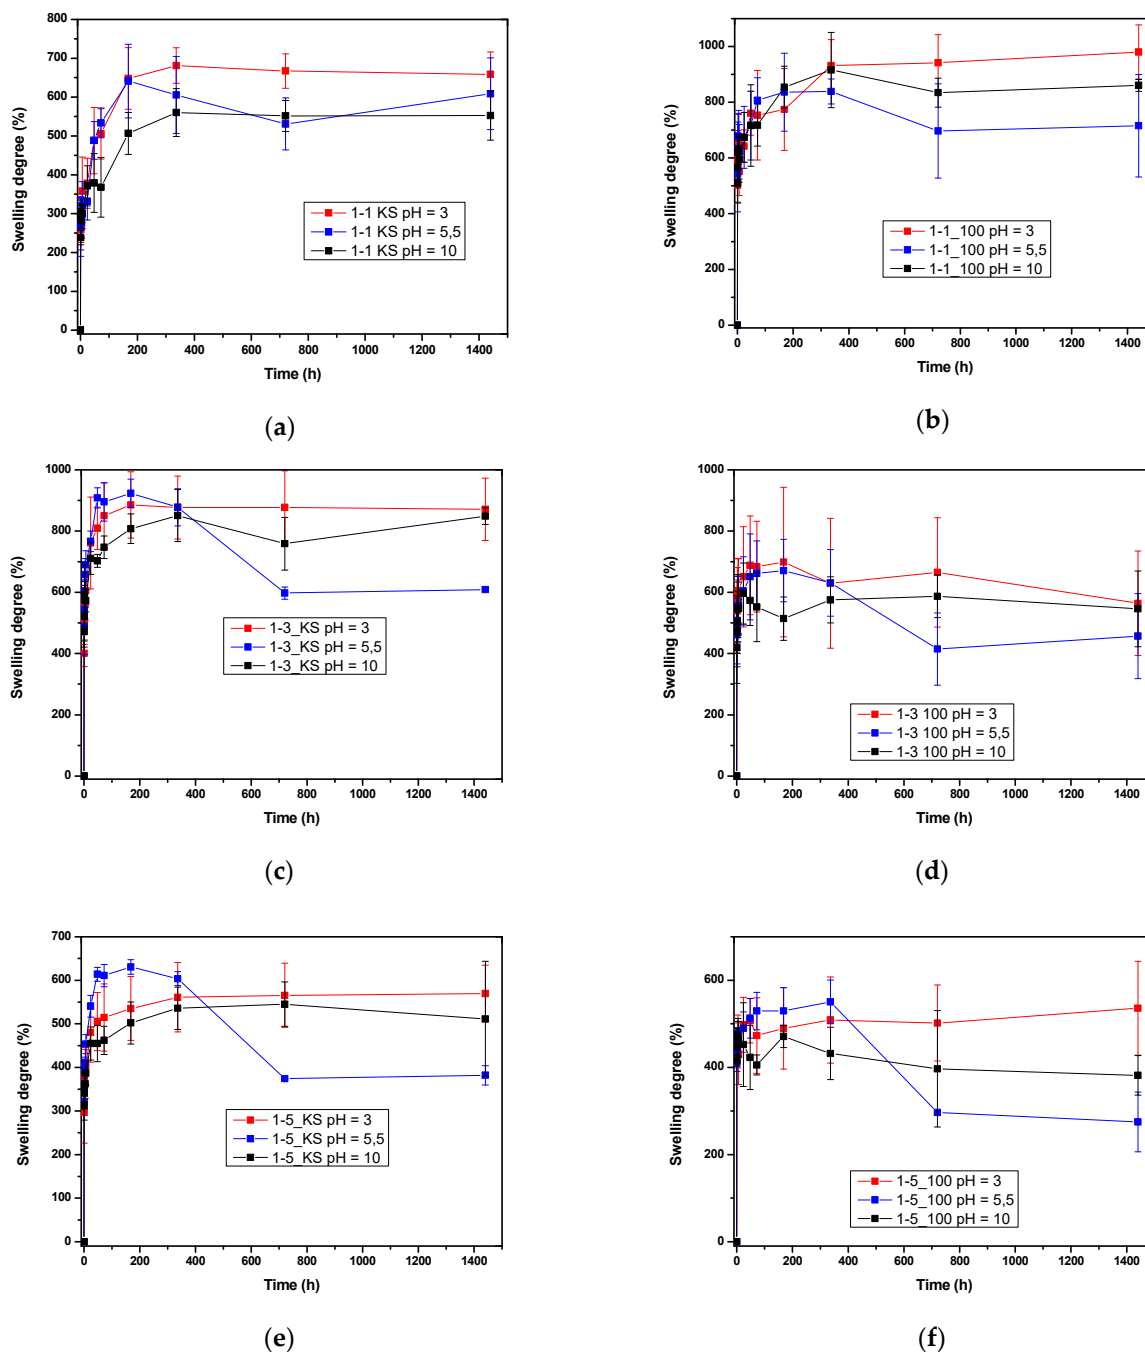 800
700
600
500
400
300
200
100
0
Swelling degree (%)
1-1 KS pH = 3
1-1 KS pH = 5,5
1-1 KS pH = 10
0 200 400 600 800 1000 1200 1400
Time (h)
(a)
1000
800
600
400
200
0
Swelling degree (%)
1-1_100 pH = 3
1-1_100 pH = 5,5
1-1_100 pH = 10
0 200 400 600 800 1000 1200 1400
Time (h)
(b)
1000
800
600
400
200
0
Swelling degree (%)
1-3_KS pH = 3
1-3_KS pH = 5,5
1-3_KS pH = 10
0 200 400 600 800 1000 1200 1400
Time (h)
(c)
1000
800
600
400
200
0
Swelling degree (%)
1-3 100 pH = 3
1-3 100 pH = 5,5
1-3 100 pH = 10
0 200 400 600 800 1000 1200 1400
Time (h)
(d)
700
600
500
400
300
200
100
0
Swelling degree (%)
1-5_KS pH = 3
1-5_KS pH = 5,5
1-5_KS pH = 10
0 200 400 600 800 1000 1200 1400
Time (h)
(e)
600
400
200
0
Swelling degree (%)
1-5_100 pH = 3
1-5_100 pH = 5,5
1-5_100 pH = 10
0 200 400 600 800 1000 1200 1400
Time (h)
(f)